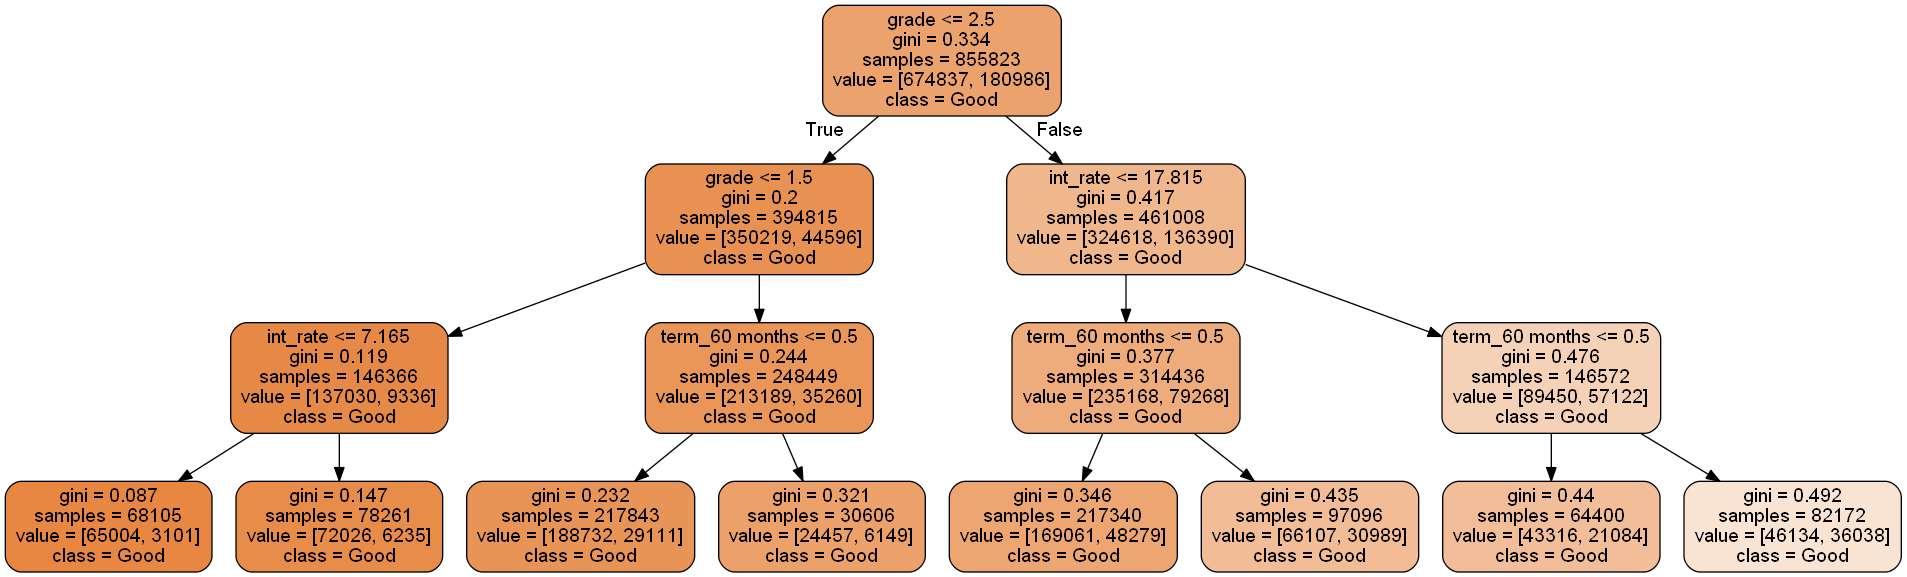 grade <= 2.5
gini = 0.334
samples = 855823
value = [674837, 180986]
class = Good
True
False
grade <= 1.5
gini = 0.2
samples = 394815
value = [350219, 44596]
class = Good
int_rate <= 17.815
gini = 0.417
samples = 461008
value = [324618, 136390]
class = Good
int_rate <= 7.165
gini = 0.119
samples = 146366
value = [137030, 9336]
class = Good
term_60 months <= 0.5
gini = 0.244
samples = 248449
value = [213189, 35260]
class = Good
term_60 months <= 0.5
gini = 0.377
samples = 314436
value = [235168, 79268]
class = Good
term_60 months <= 0.5
gini = 0.476
samples = 146572
value = [89450, 57122]
class = Good
gini = 0.087
samples = 68105
value = [65004, 3101]
class = Good
gini = 0.147
samples = 78261
value = [72026, 6235]
class = Good
gini = 0.232
samples = 217843
value = [188732, 29111]
class = Good
gini = 0.321
samples = 30606
value = [24457, 6149]
class = Good
gini = 0.346
samples = 217340
value = [169061, 48279]
class = Good
gini = 0.435
samples = 97096
value = [66107, 30989]
class = Good
gini = 0.44
samples = 64400
value = [43316, 21084]
class = Good
gini = 0.492
samples = 82172
value = [46134, 36038]
class = Good